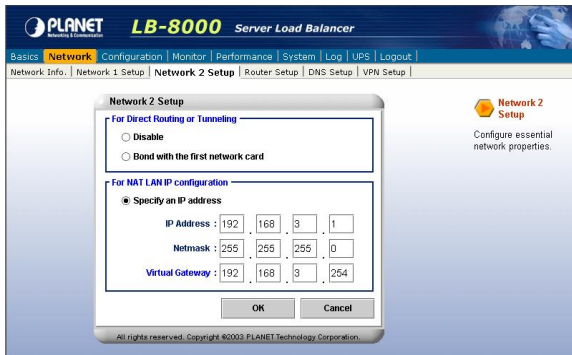 PLANET
Networking & Communication
LB-8000 Server Load Balancer
Basics | Network | Configuration | Monitor | Performance | System | Log | UPS | Logout |
Network Info. | Network 1 Setup | Network 2 Setup | Router Setup | DNS Setup | VPN Setup |
Network 2 Setup
For Direct Routing or Tunneling
Disable
Bond with the first network card
For NAT LAN IP configuration
Specify an IP address
IP Address : 192 . 168 . 3 . 1
Netmask : 255 . 255 . 255 . 0
Virtual Gateway : 192 . 168 . 3 . 254
OK Cancel
All rights reserved. Copyright ©2003 PLANET Technology Corporation.
Network 2
Setup
Configure essential
network properties.